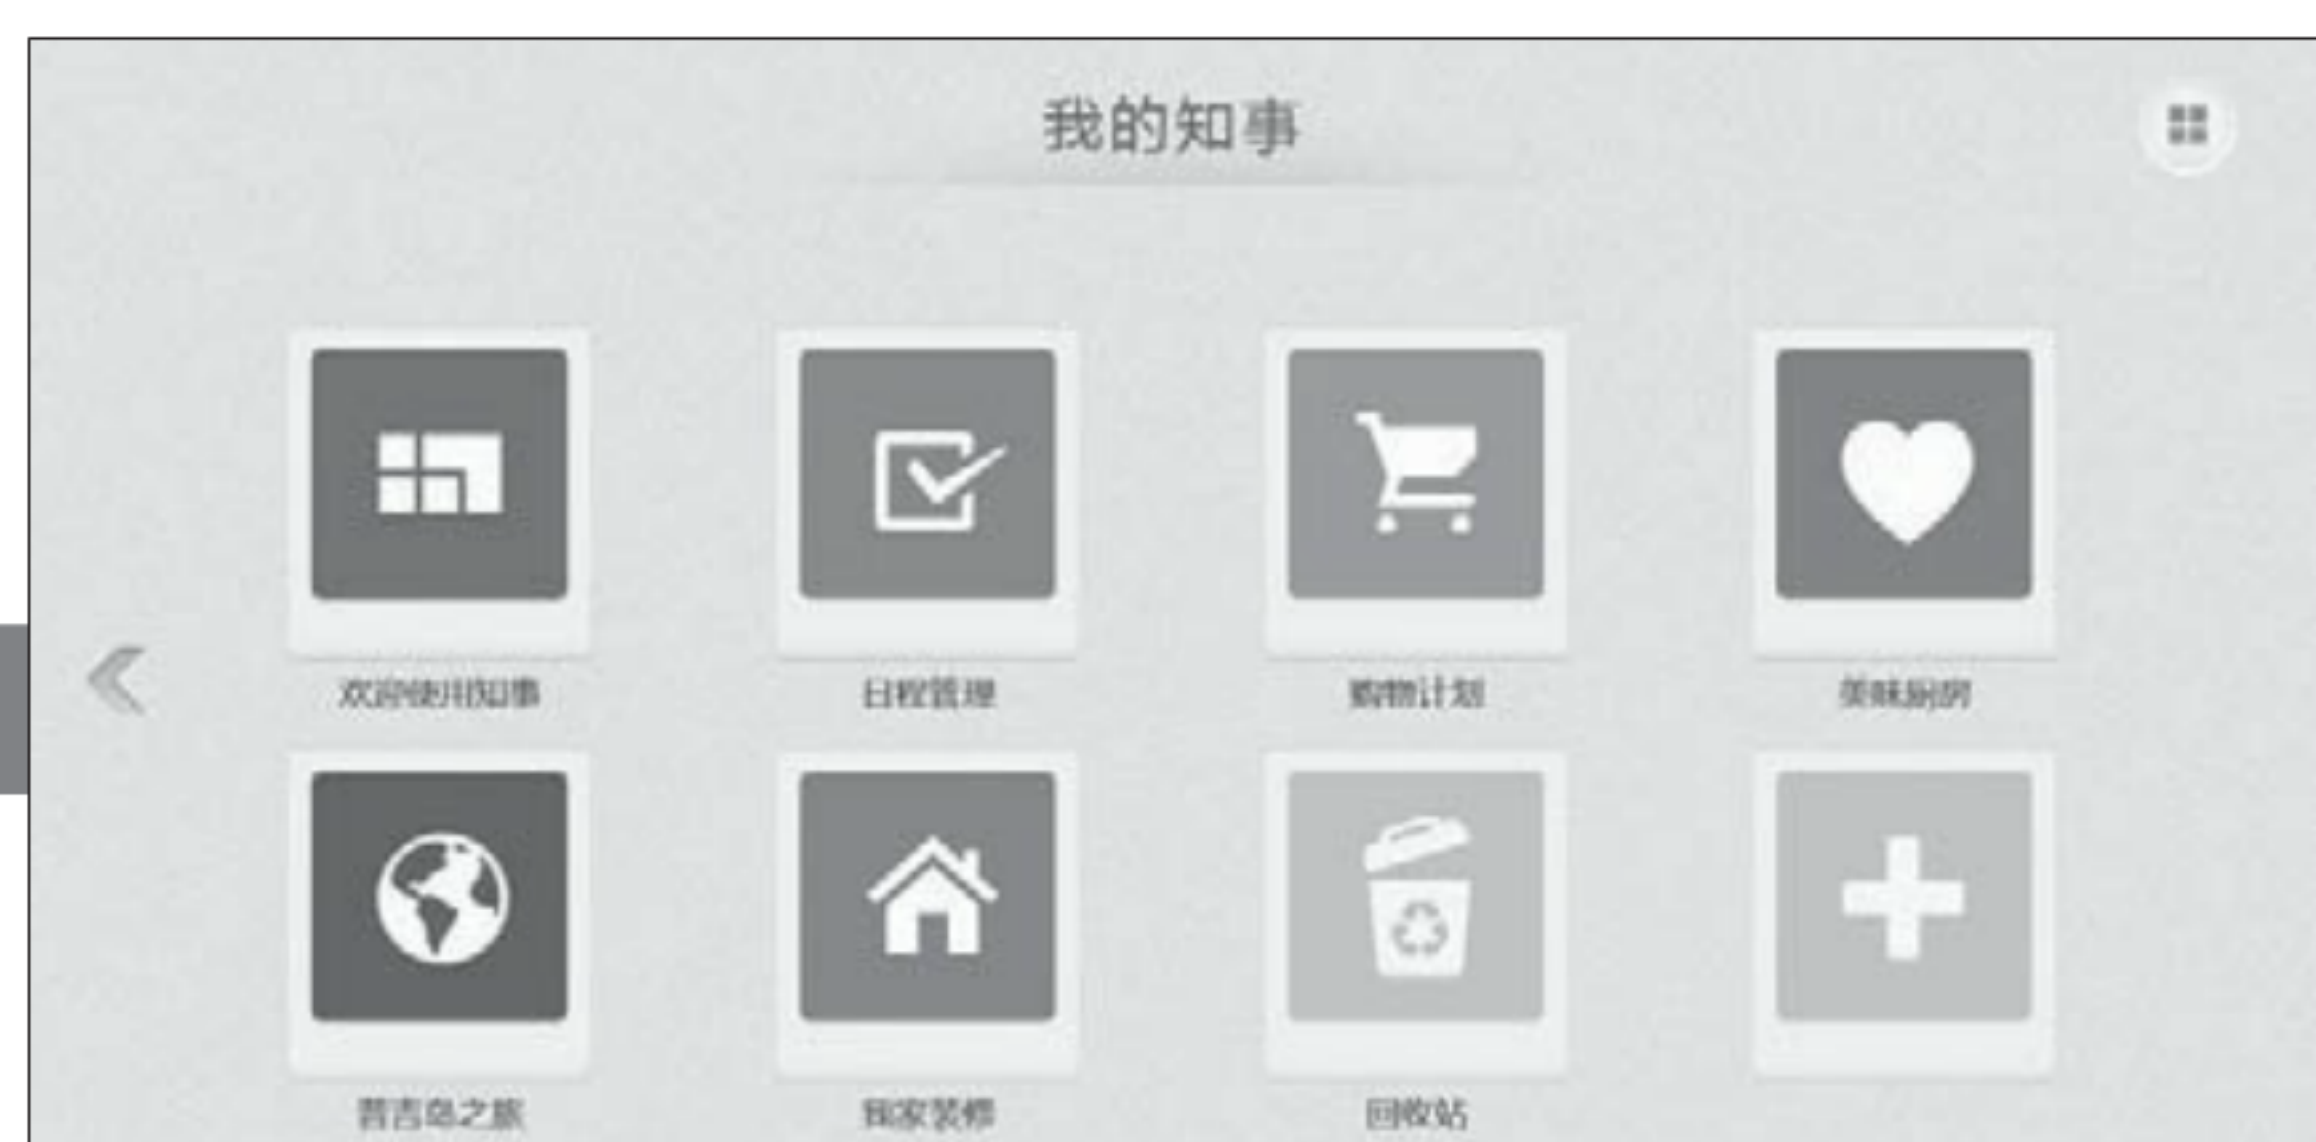 我的知事
欢迎使用知事
日程管理
购物计划
美味厨房
普吉岛之旅
我家装修
回收站